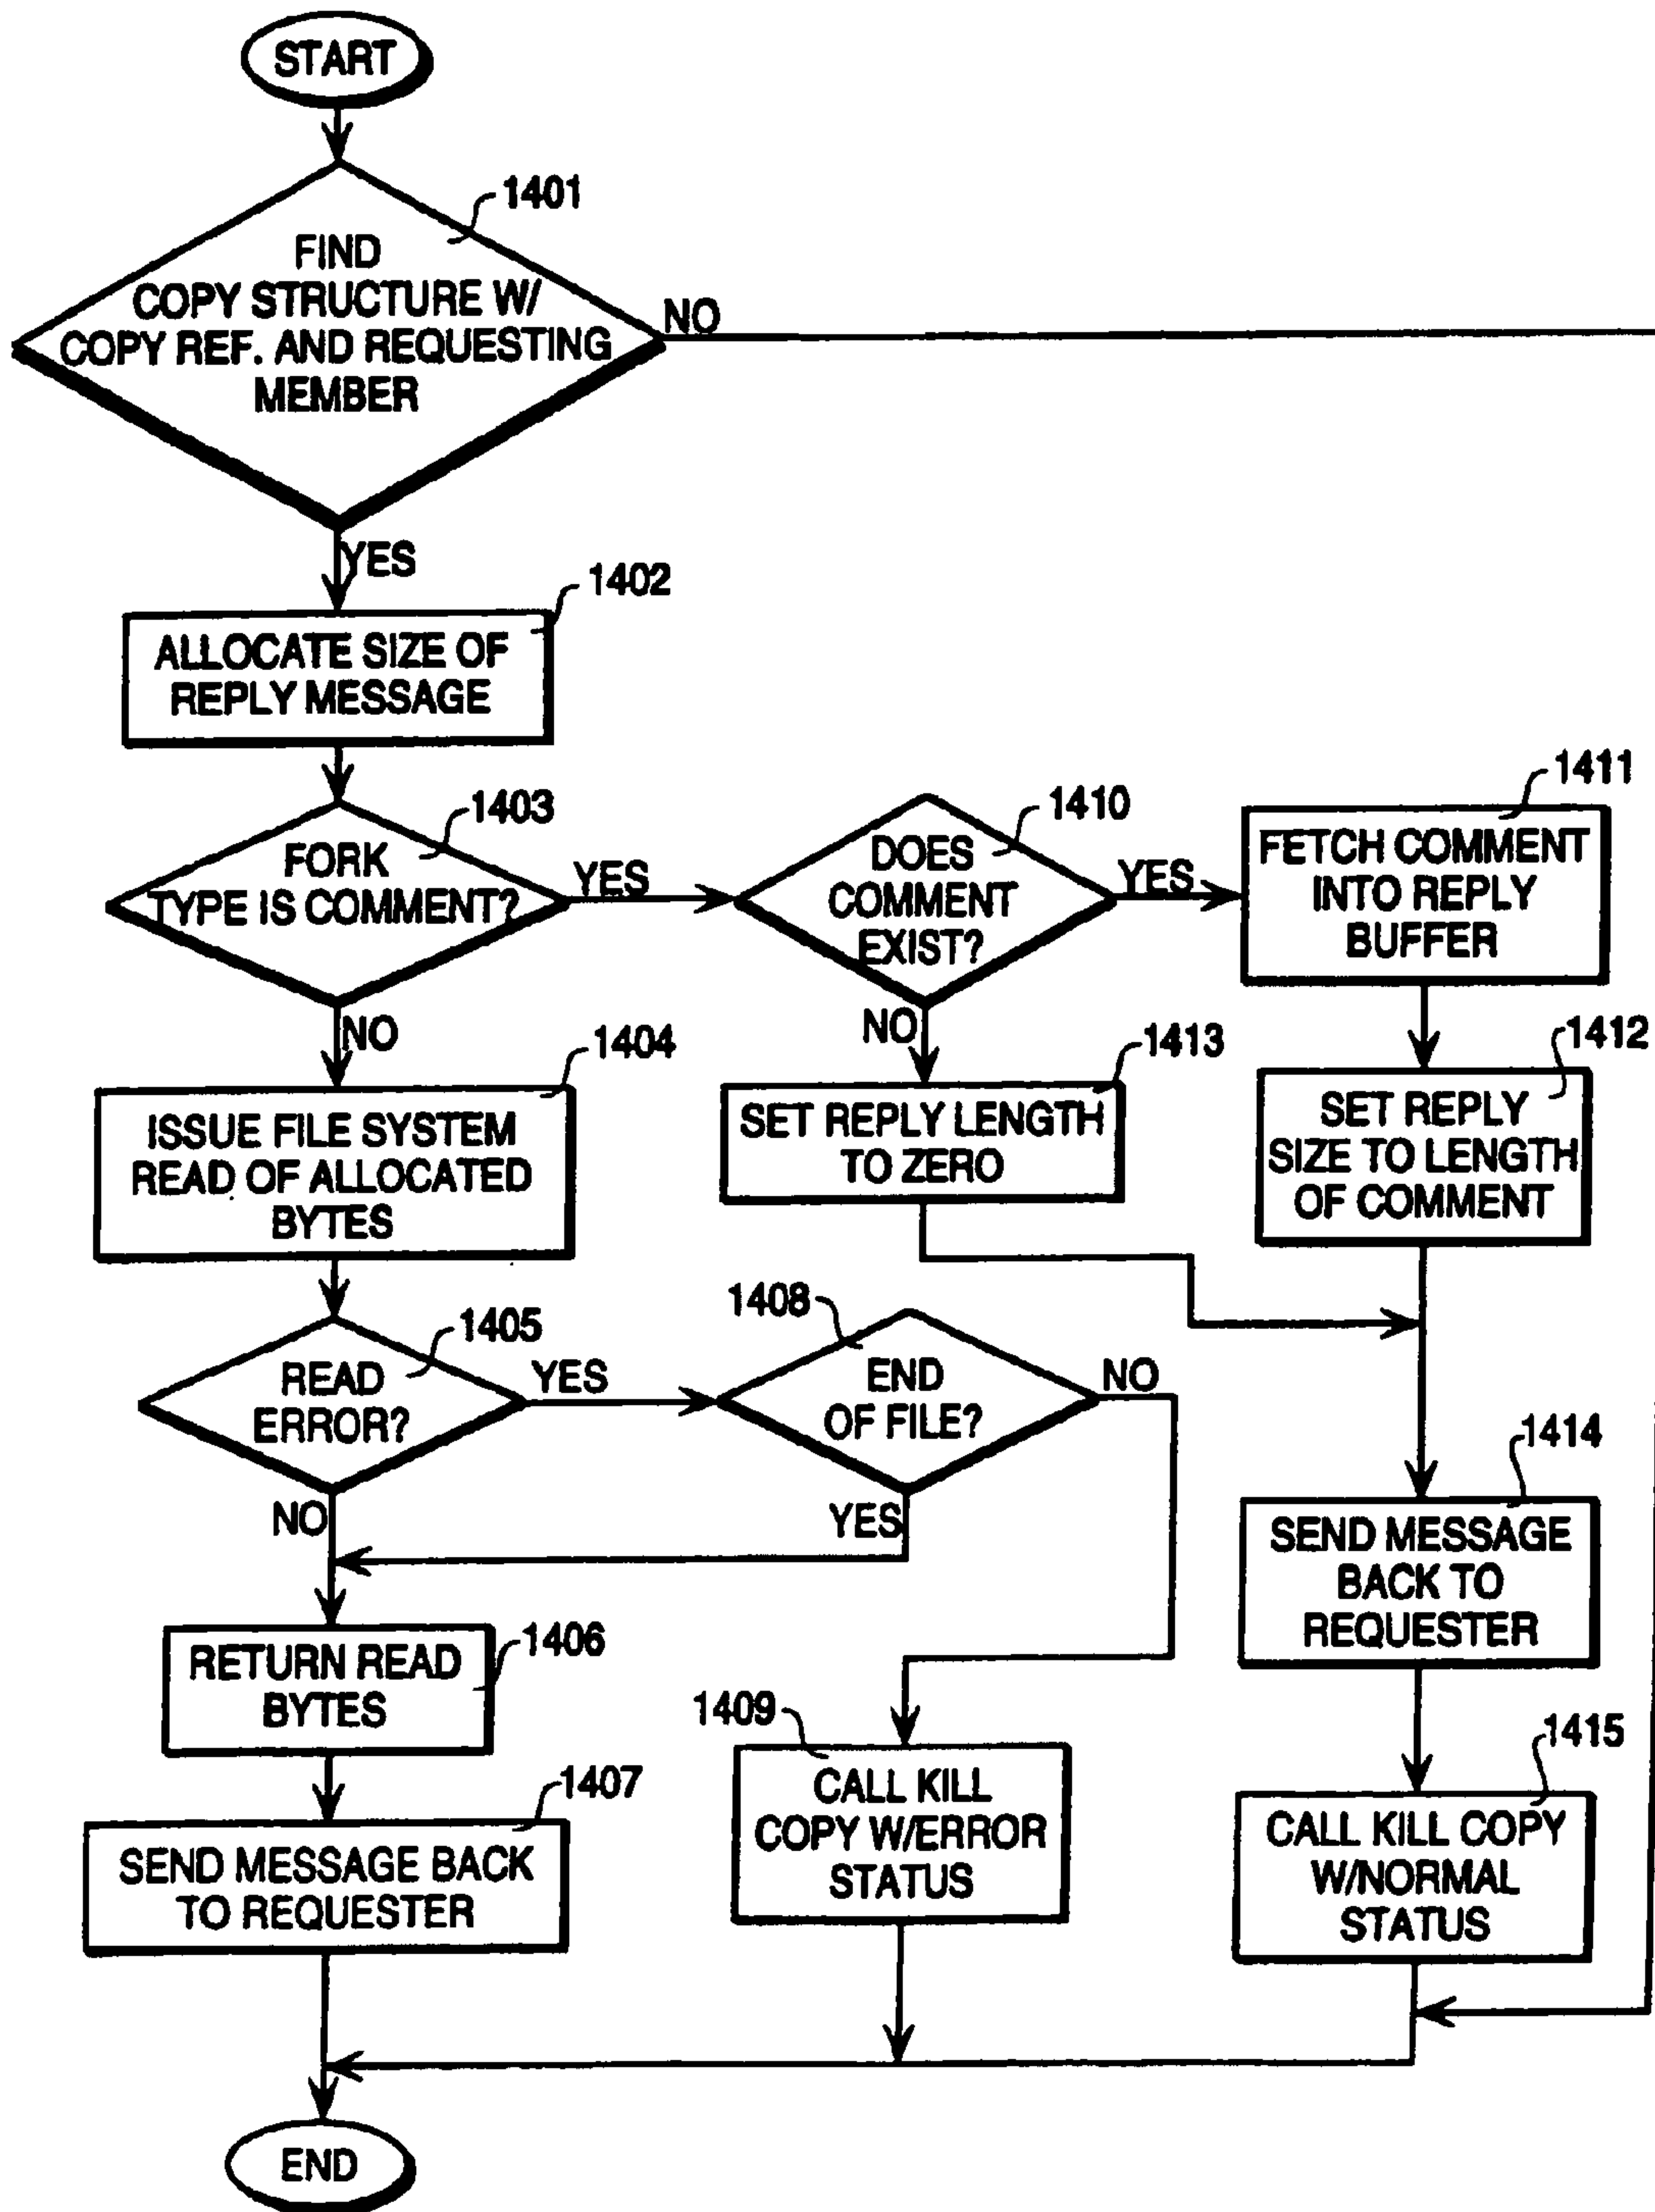 START
1401
FIND
COPY STRUCTURE W/
COPY REF. AND REQUESTING
MEMBER
NO
YES
1402
ALLOCATE SIZE OF
REPLY MESSAGE
1403
FORK
TYPE IS COMMENT?
YES
1410
DOES
COMMENT
EXIST?
YES
1411
FETCH COMMENT
INTO REPLY
BUFFER
NO
1404
ISSUE FILE SYSTEM
READ OF ALLOCATED
BYTES
NO
1413
SET REPLY LENGTH
TO ZERO
1412
SET REPLY
SIZE TO LENGTH
OF COMMENT
1405
READ
ERROR?
YES
1408
END
OF FILE?
NO
NO
YES
1414
SEND MESSAGE
BACK TO
REQUESTER
1406
RETURN READ
BYTES
1409
CALL KILL
COPY W/ERROR
STATUS
1415
CALL KILL COPY
W/NORMAL
STATUS
1407
SEND MESSAGE BACK
TO REQUESTER
END